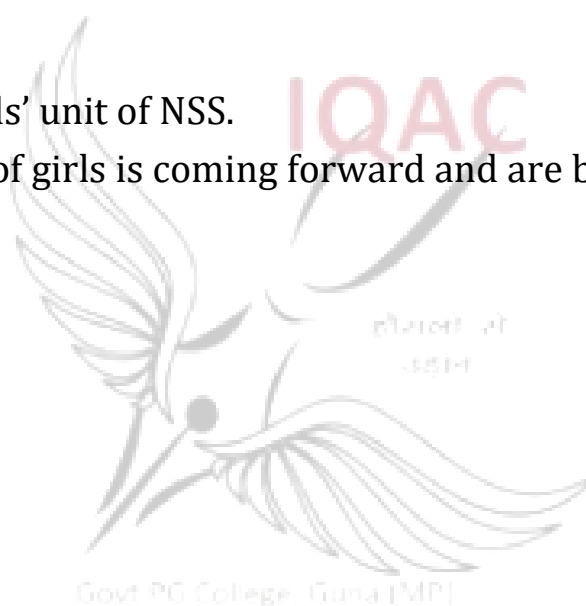 ls’ unit of NSS.
IQAC
of girls is coming forward and are b
Govt PG College, Guna (MP)